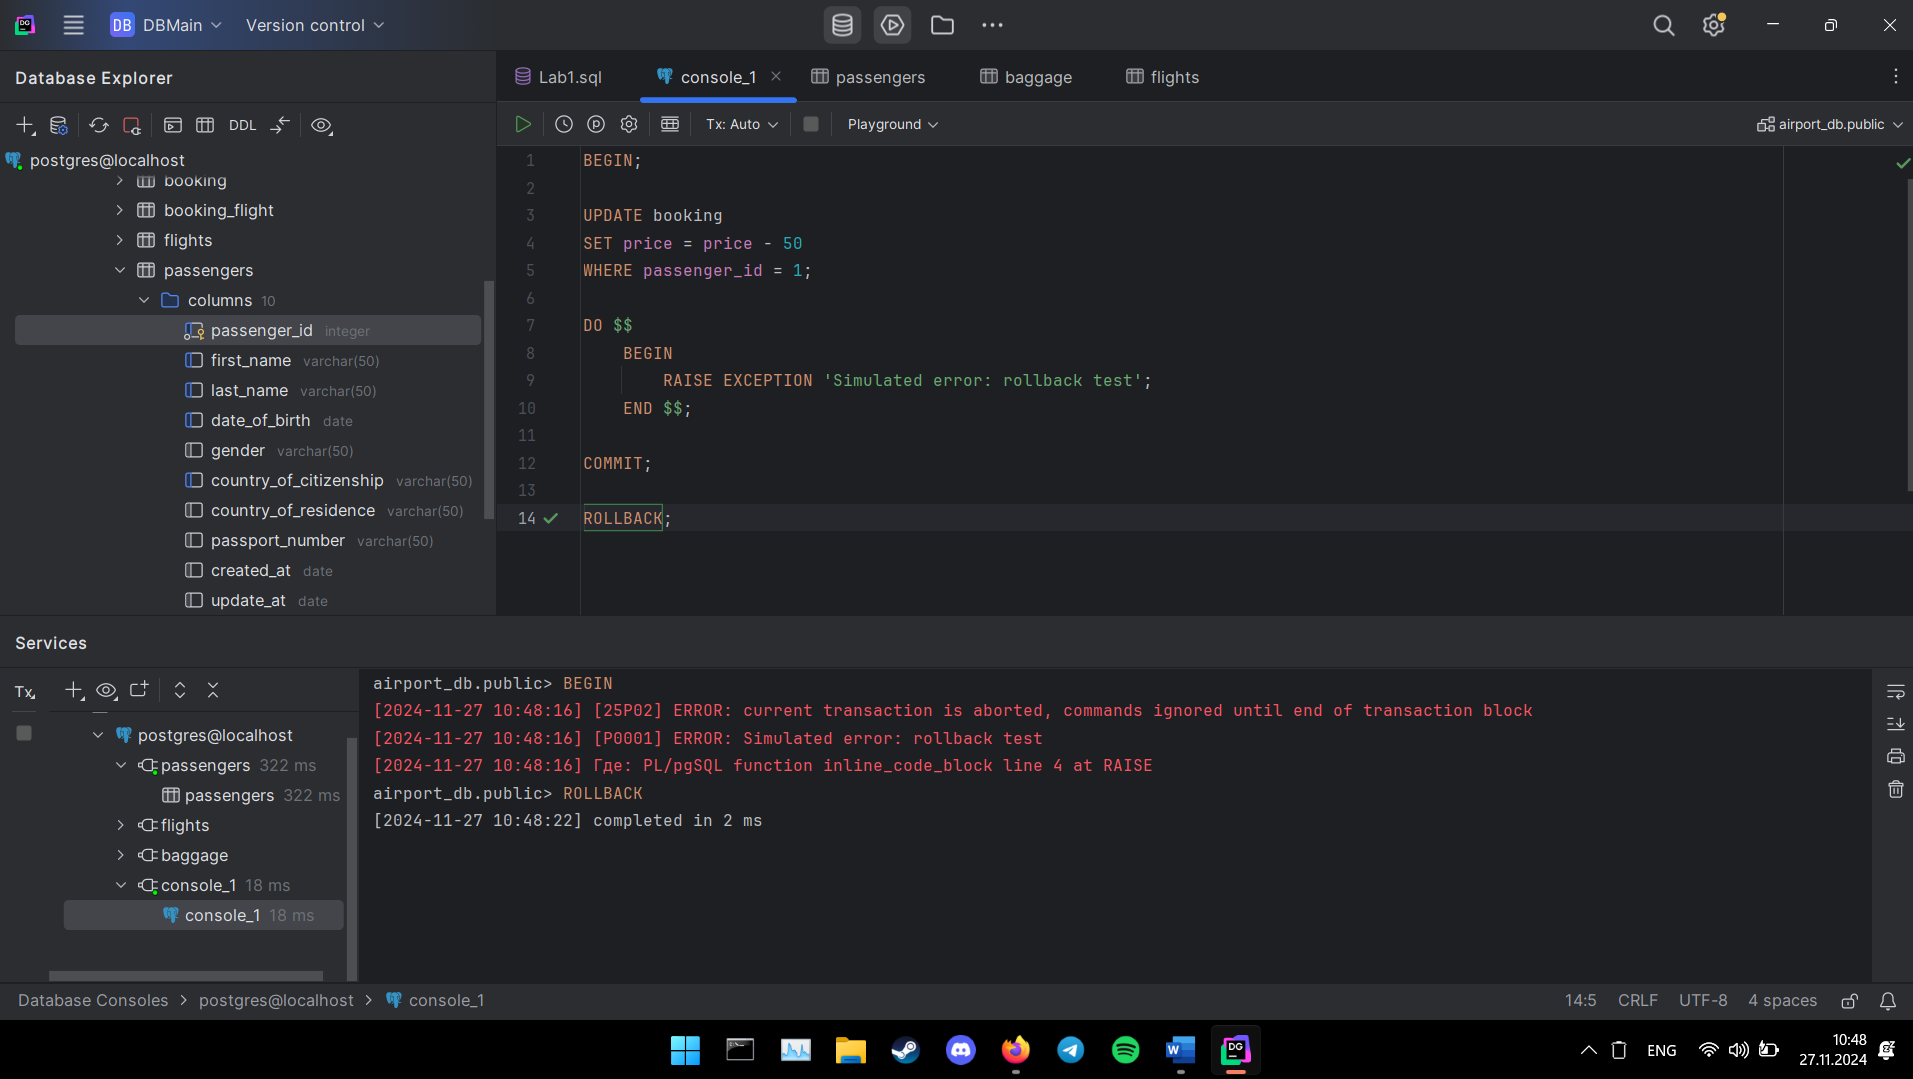 DB DBMain Version control
Database Explorer
DDL
postgres@localhost
booking
booking_flight
flights
passengers
columns 10
passenger_id integer
first_name varchar(50)
last_name varchar(50)
date_of_birth date
gender varchar(50)
country_of_citizenship varchar(50)
country_of_residence varchar(50)
passport_number varchar(50)
created_at date
update_at date
Lab1.sql console_1 passengers baggage flights
Tx: Auto Playground airport_db.public
1 BEGIN;
2
3 UPDATE booking
4 SET price = price - 50
5 WHERE passenger_id = 1;
6
7 DO $$
8 BEGIN
9 RAISE EXCEPTION 'Simulated error: rollback test';
10 END $$;
11
12 COMMIT;
13
14 ROLLBACK;
Services
Tx
postgres@localhost
passengers 322 ms
passengers 322 ms
flights
baggage
console_1 18 ms
console_1 18 ms
airport_db.public> BEGIN
[2024-11-27 10:48:16] [25P02] ERROR: current transaction is aborted, commands ignored until end of transaction block
[2024-11-27 10:48:16] [P0001] ERROR: Simulated error: rollback test
[2024-11-27 10:48:16] Где: PL/pgSQL function inline_code_block line 4 at RAISE
airport_db.public> ROLLBACK
[2024-11-27 10:48:22] completed in 2 ms
Database Consoles > postgres@localhost > console_1
14:5 CRLF UTF-8 4 spaces
ENG
10:48
27.11.2024